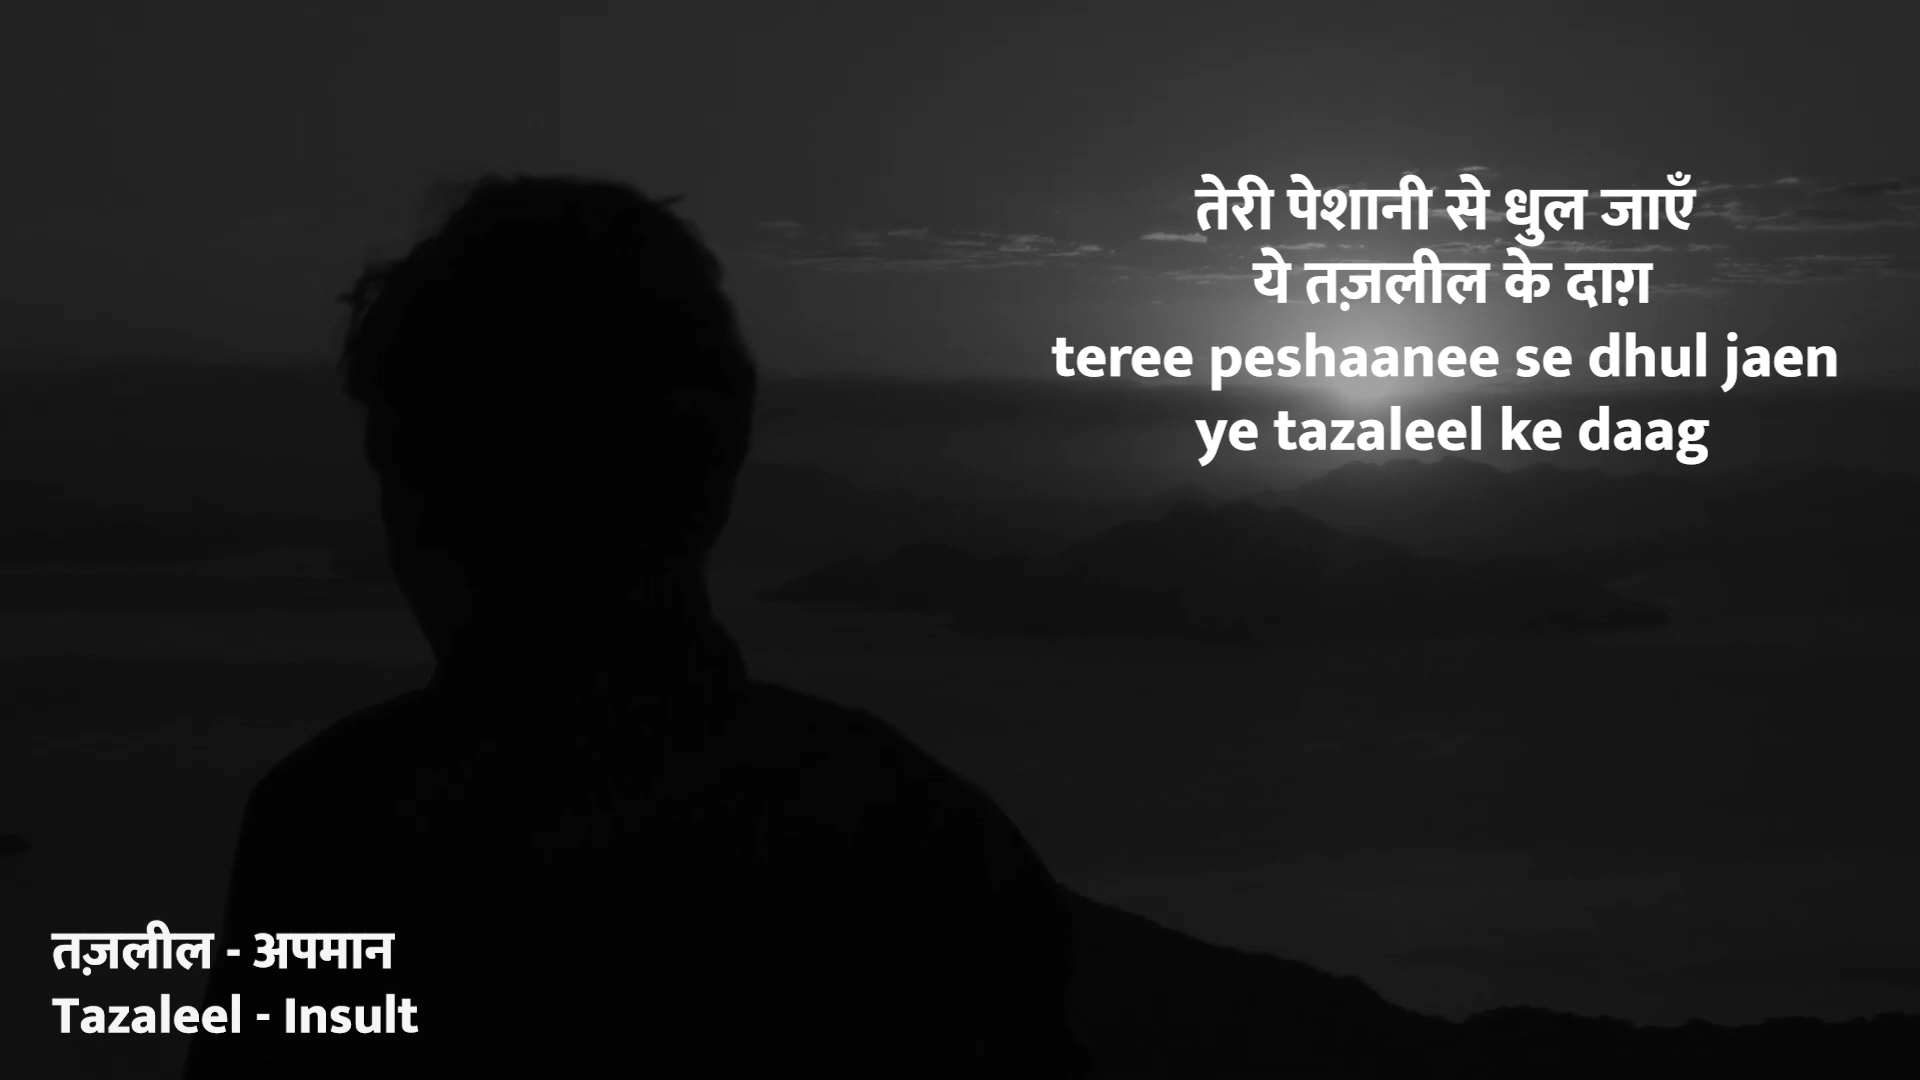 तेरी पेशानी से धुल जाएँ
ये तज़लील के दाग़
teree peshaanee se dhul jaen
ye tazaleel ke daag
तज़लील - अपमान
Tazaleel - Insult